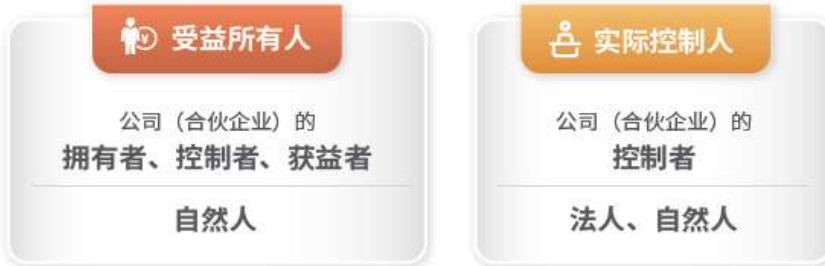 受益所有人
公司（合伙企业）的
拥有者、控制者、获益者
自然人
实际控制人
公司（合伙企业）的
控制者
法人、自然人